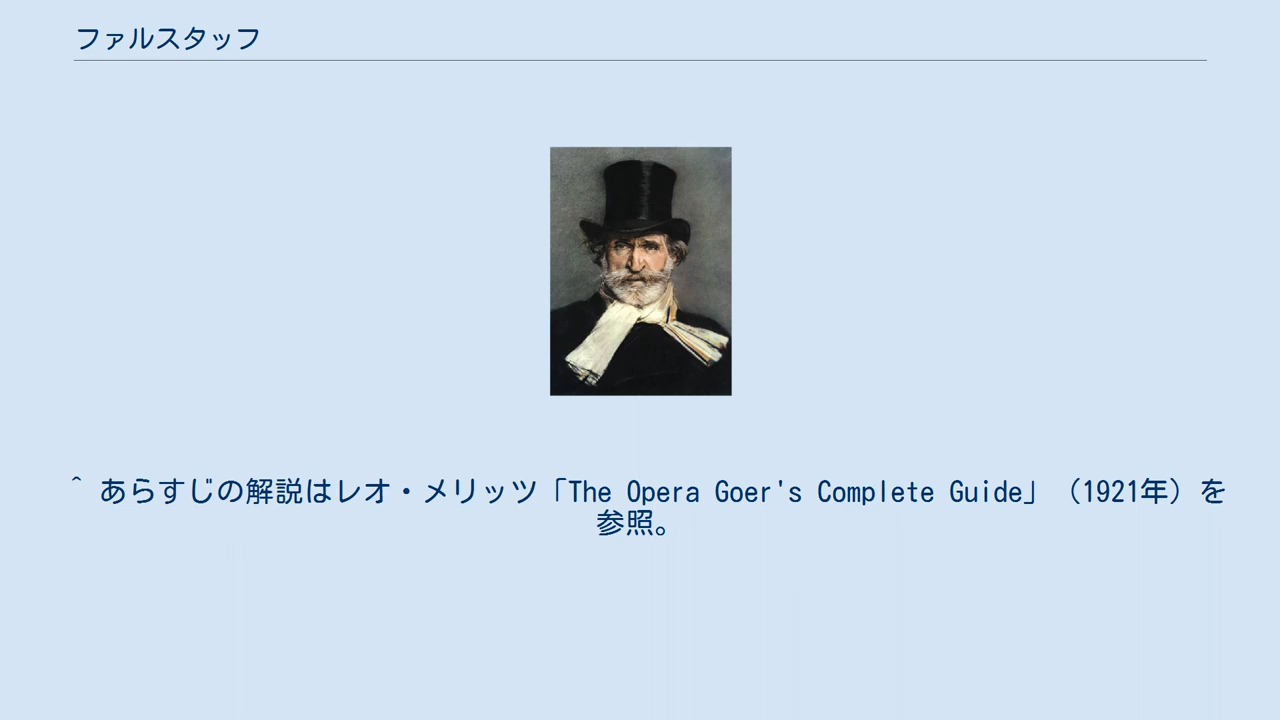 ファルスタッフ
^ あらすじの解説はレオ・メリッツ「The Opera Goer's Complete Guide」（1921年）を
参照。